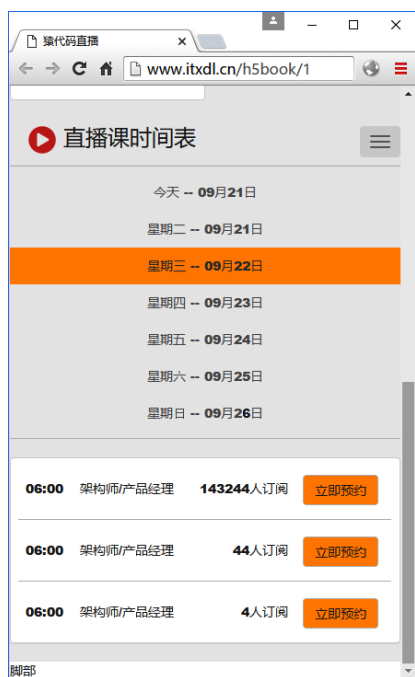 猿代码直播
www.itxdl.cn/h5book/1
直播课时间表
今天 -- 09月21日
星期二 -- 09月21日
星期三 -- 09月22日
星期四 -- 09月23日
星期五 -- 09月24日
星期六 -- 09月25日
星期日 -- 09月26日
06:00 架构师/产品经理 143244人订阅 立即预约
06:00 架构师/产品经理 44人订阅 立即预约
06:00 架构师/产品经理 4人订阅 立即预约
脚部